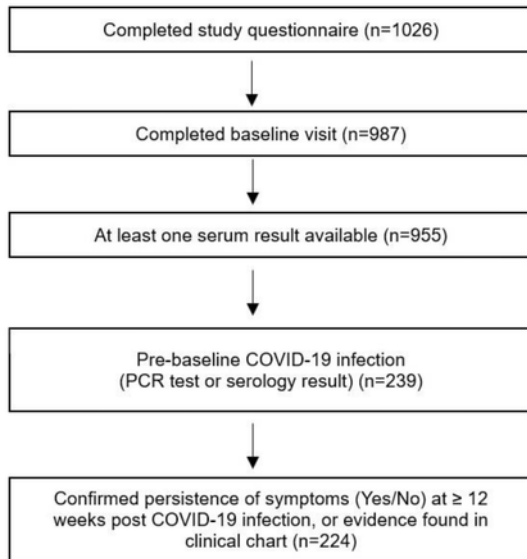 Completed study questionnaire (n=1026)
Completed baseline visit (n=987)
At least one serum result available (n=955)
Pre-baseline COVID-19 infection
(PCR test or serology result) (n=239)
Confirmed persistence of symptoms (Yes/No) at ≥ 12
weeks post COVID-19 infection, or evidence found in
clinical chart (n=224)